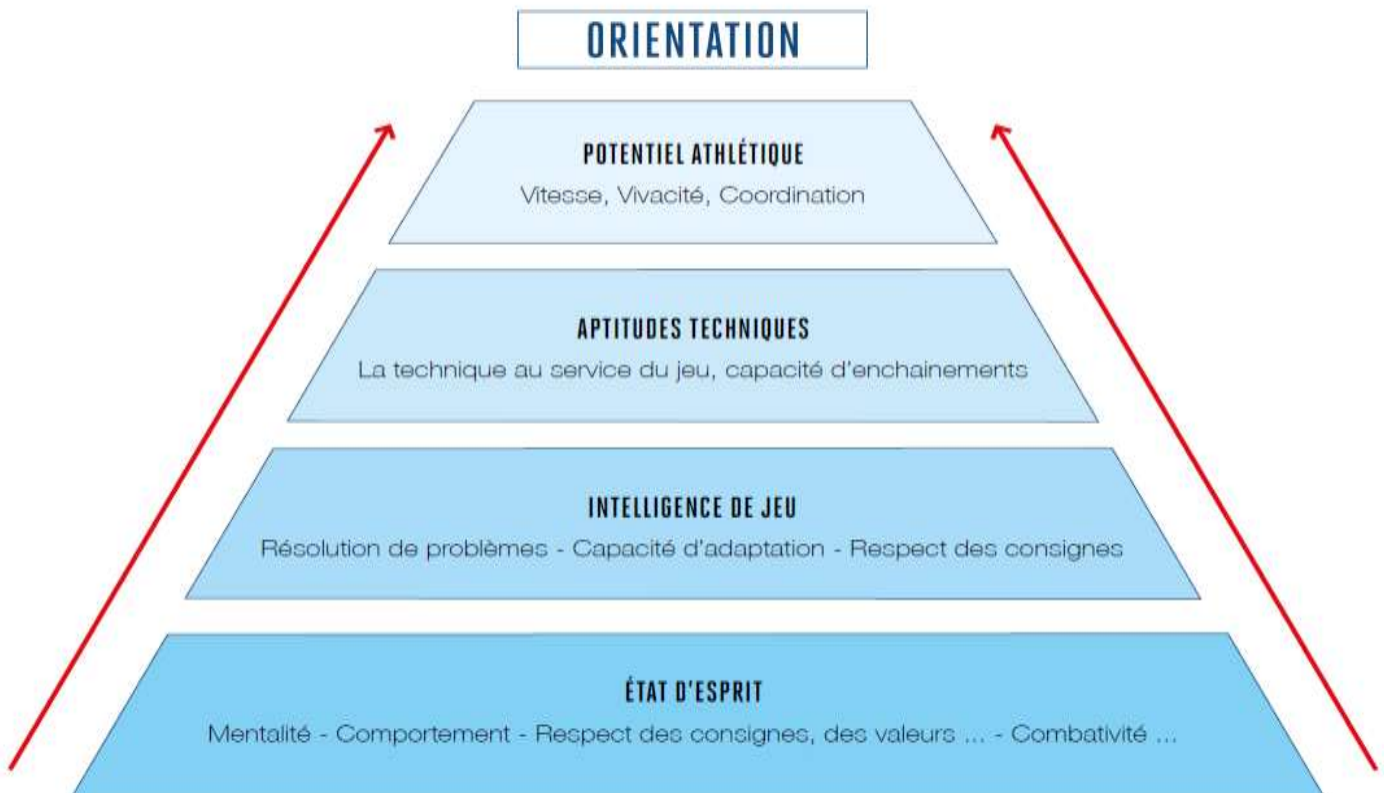 ORIENTATION
POTENTIEL ATHLÉTIQUE
Vitesse, Vivacité, Coordination
APTITUDES TECHNIQUES
La technique au service du jeu, capacité d'enchainements
INTELLIGENCE DE JEU
Résolution de problèmes - Capacité d'adaptation - Respect des consignes
ÉTAT D'ESPRIT
Mentalité - Comportement - Respect des consignes, des valeurs ... - Combativité ...